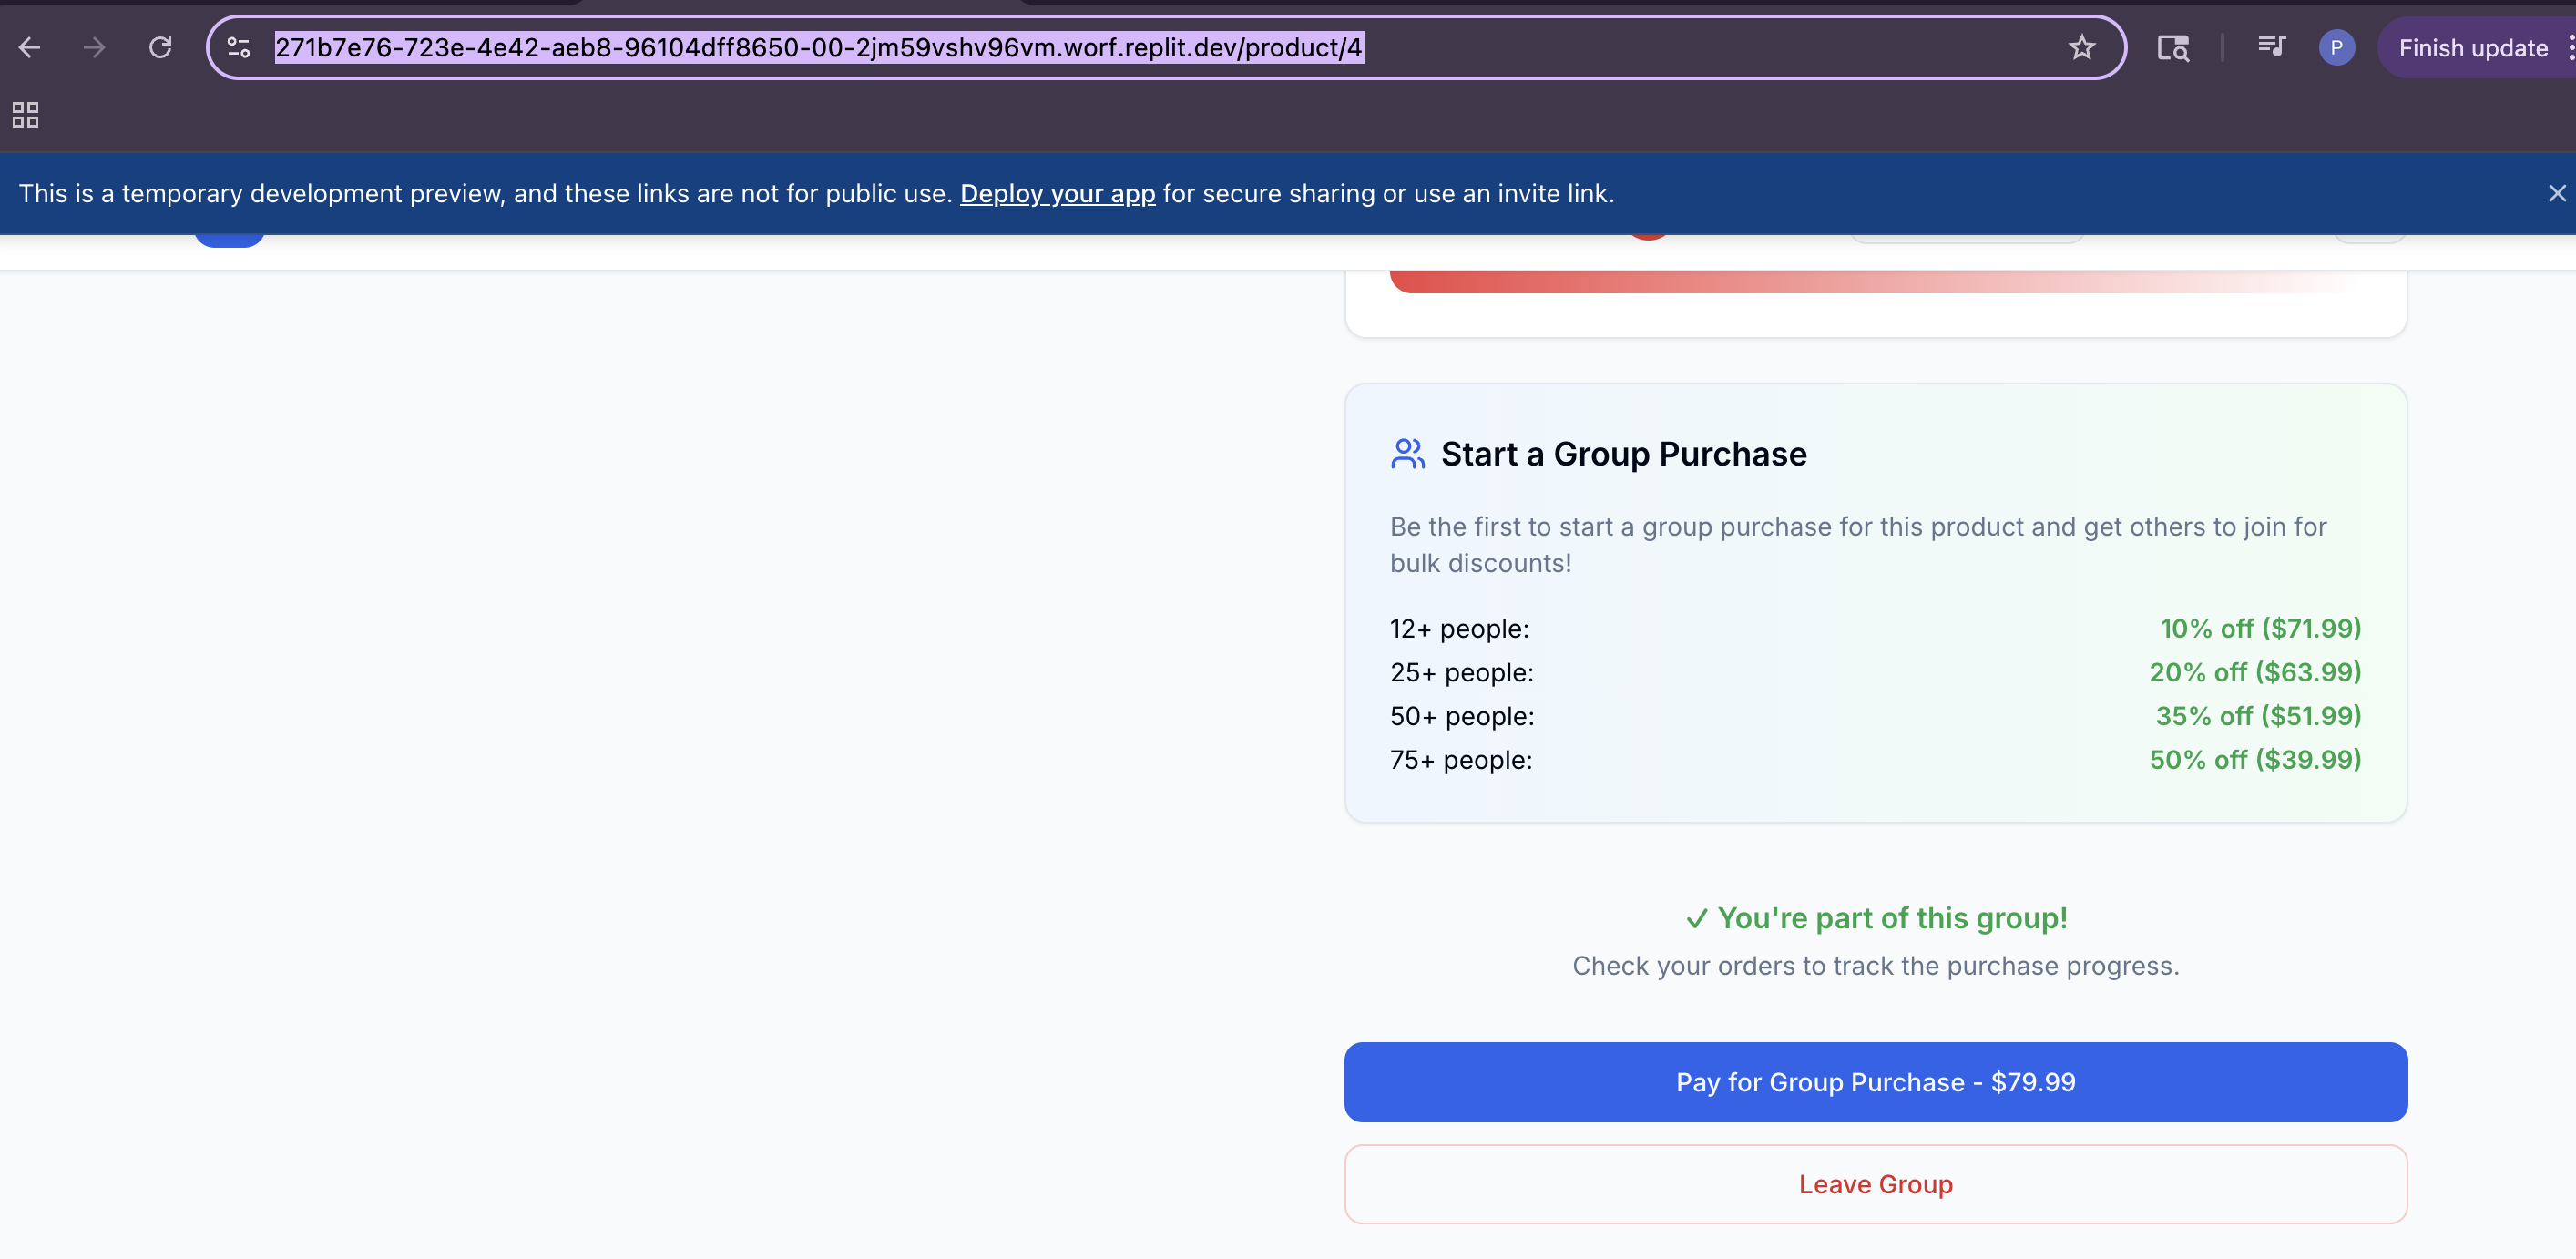 271b7e76-723e-4e42-aeb8-96104dff8650-00-2jm59vshv96vm.worf.replit.dev/product/4
P
Finish update
This is a temporary development preview, and these links are not for public use. Deploy your app for secure sharing or use an invite link.
Start a Group Purchase
Be the first to start a group purchase for this product and get others to join for
bulk discounts!
12+ people: 10% off ($71.99)
25+ people: 20% off ($63.99)
50+ people: 35% off ($51.99)
75+ people: 50% off ($39.99)
✓ You're part of this group!
Check your orders to track the purchase progress.
Pay for Group Purchase - $79.99
Leave Group